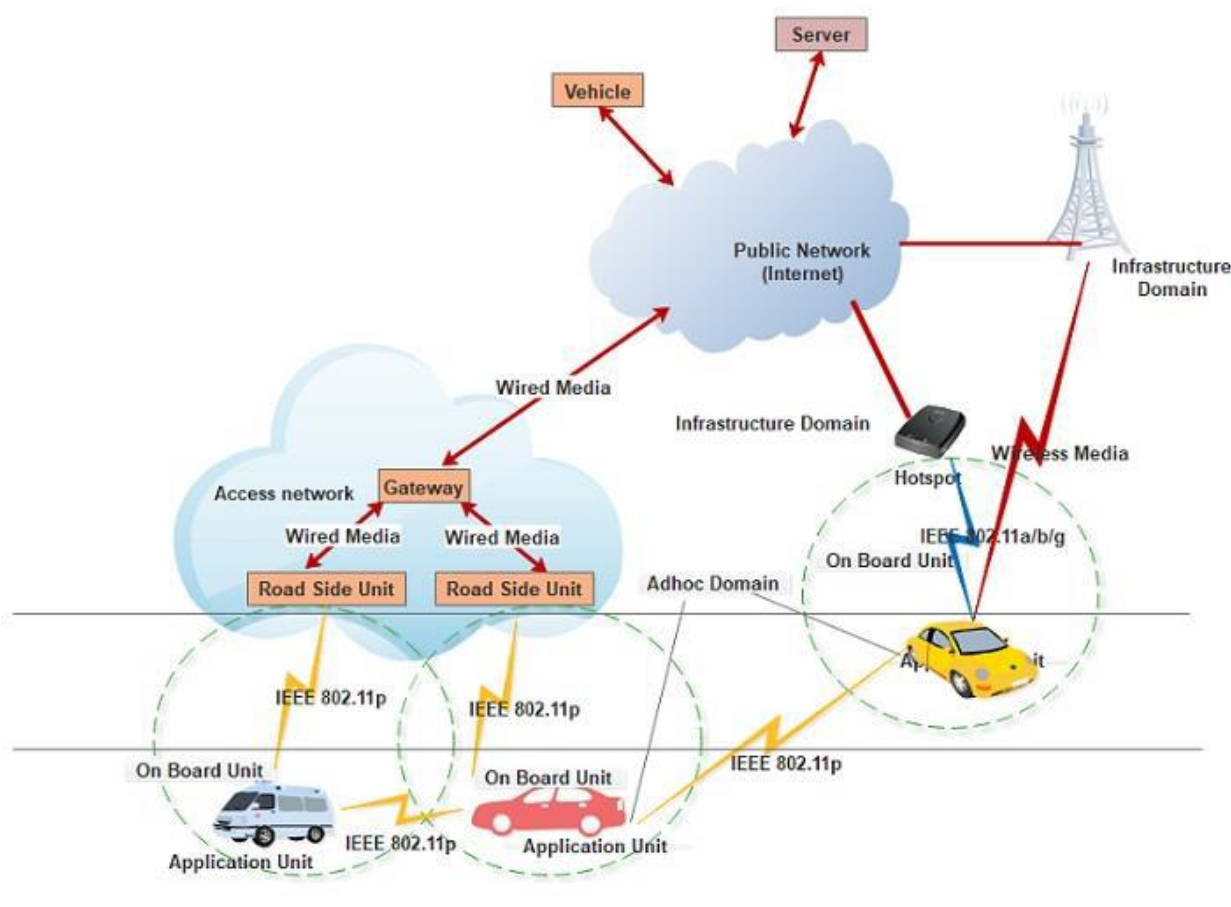 Server
Vehicle
Public Network
(Internet)
Infrastructure
Domain
Wired Media
Infrastructure Domain
Wireless Media
Hotspot
Access network
Gateway
Wired Media
Wired Media
IEEE 802.11a/b/g
On Board Unit
Road Side Unit
Road Side Unit
Adhoc Domain
IEEE 802.11p
IEEE 802.11p
IEEE 802.11p
On Board Unit
On Board Unit
IEEE 802.11p
Application Unit
Application Unit